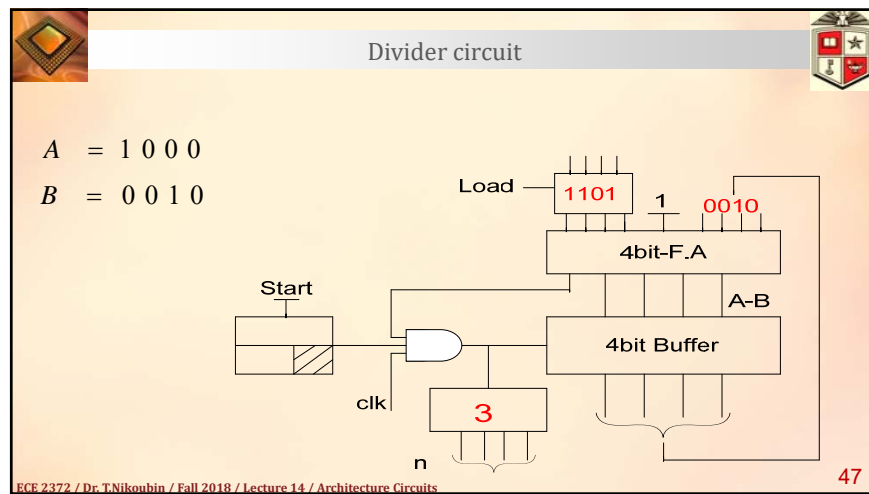 Divider circuit
A = 1 0 0 0
B = 0 0 1 0
Load
1101
1
0010
4bit-F.A
Start
A-B
4bit Buffer
clk
3
n
ECE 2372 / Dr. T.Nikoubin / Fall 2018 / Lecture 14 / Architecture Circuits
47